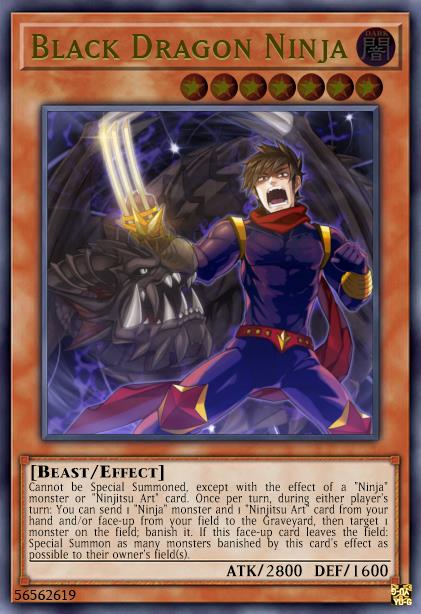 BLACK DRAGON NINJA
DARK
闇
[BEAST/EFFECT]
Cannot be Special Summoned, except with the effect of a "Ninja"
monster or "Ninjitsu Art" card. Once per turn, during either player's
turn: You can send 1 "Ninja" monster and 1 "Ninjitsu Art" card from your
hand and/or face-up from your field to the Graveyard, then target 1
monster on the field; banish it. If this face-up card leaves the field:
Special Summon as many monsters banished by this card's effect as
possible to their owner's field(s).
ATK/2800 DEF/1600
56562619